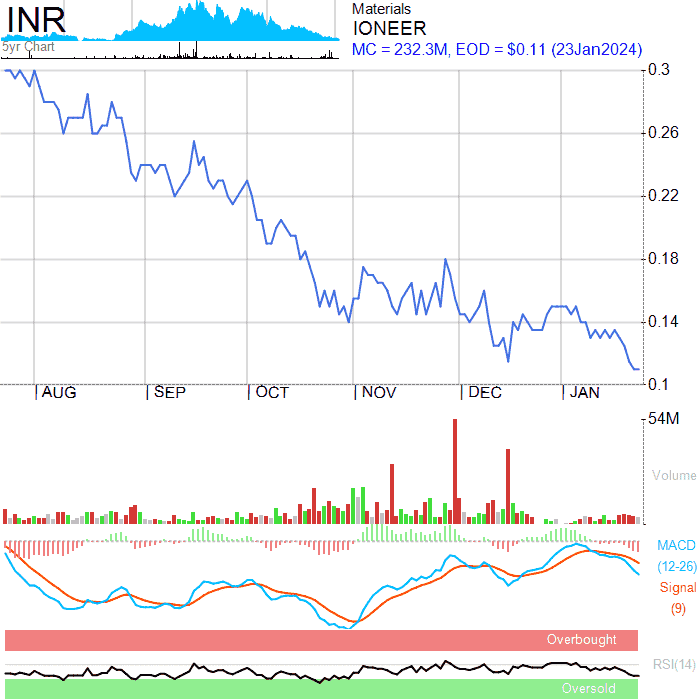 INR
5yr Chart
Materials
IONEER
MC = 232.3M, EOD = $0.11 (23Jan2024)
0.3
0.26
0.22
0.18
0.14
0.1
AUG SEP OCT NOV DEC JAN
54M
Volume
MACD
(12-26)
Signal
(9)
Overbought
RSI(14)
Oversold